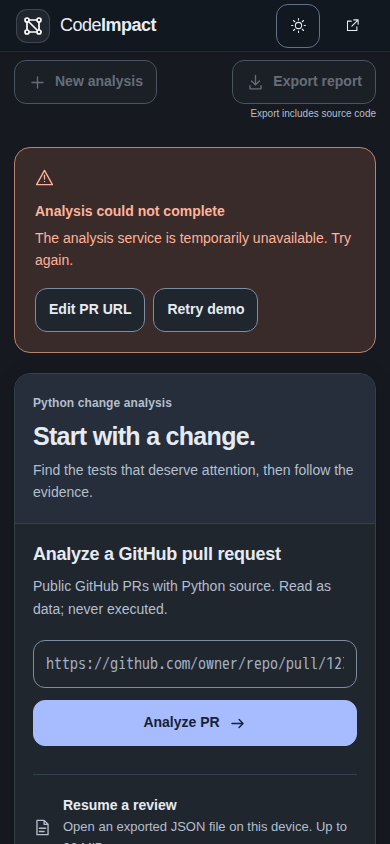 CodeImpact
New analysis
Export report
Export includes source code
Analysis could not complete
The analysis service is temporarily unavailable. Try
again.
Edit PR URL
Retry demo
Python change analysis
Start with a change.
Find the tests that deserve attention, then follow the
evidence.
Analyze a GitHub pull request
Public GitHub PRs with Python source. Read as
data; never executed.
https://github.com/owner/repo/pull/12
Analyze PR
Resume a review
Open an exported JSON file on this device. Up to